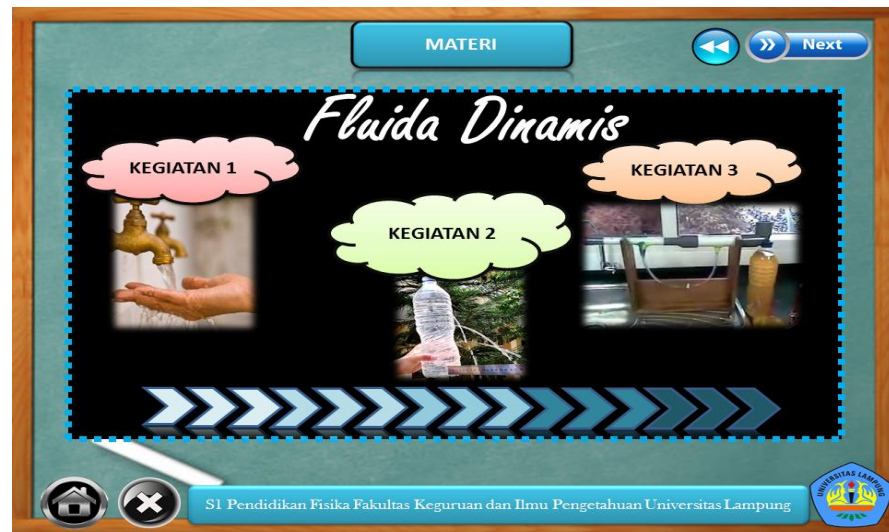 MATERI
Next
Fluida Dinamis
KEGIATAN 1
KEGIATAN 2
KEGIATAN 3
S1 Pendidikan Fisika Fakultas Keguruan dan Ilmu Pengetahuan Universitas Lampung
UNIVERSITAS LAMPUNG